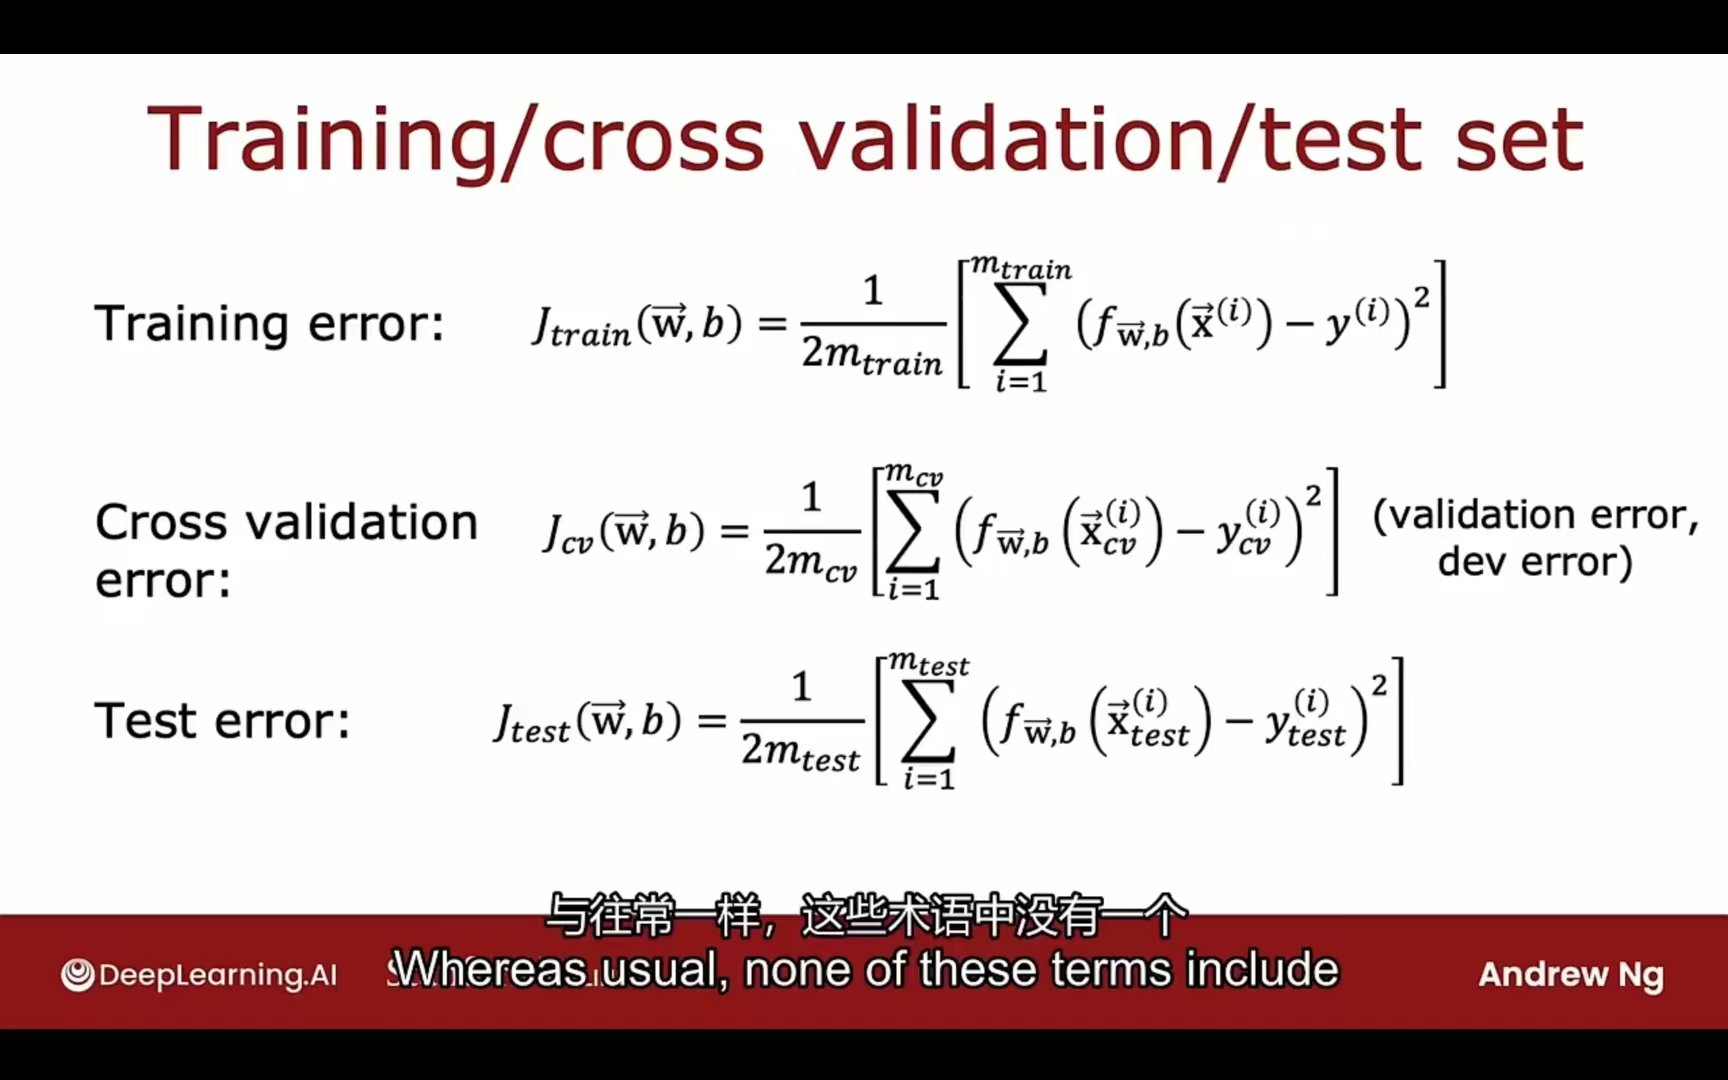 Training/cross validation/test set
Training error: $J_{train}(\vec{w}, b) = \frac{1}{2m_{train}} \left[ \sum_{i=1}^{m_{train}} \left( f_{\vec{w},b}(\vec{x}^{(i)}) - y^{(i)} \right)^2 \right]$
Cross validation error: $J_{cv}(\vec{w}, b) = \frac{1}{2m_{cv}} \left[ \sum_{i=1}^{m_{cv}} \left( f_{\vec{w},b} \left( \vec{x}_{cv}^{(i)} \right) - y_{cv}^{(i)} \right)^2 \right]$ (validation error, dev error)
Test error: $J_{test}(\vec{w}, b) = \frac{1}{2m_{test}} \left[ \sum_{i=1}^{m_{test}} \left( f_{\vec{w},b} \left( \vec{x}_{test}^{(i)} \right) - y_{test}^{(i)} \right)^2 \right]$
与往常一样，这些术语中没有一个
Whereas usual, none of these terms include
DeepLearning.AI
Andrew Ng